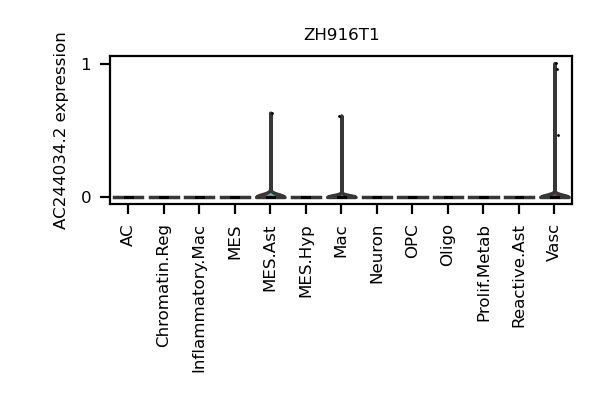 ZH916T1
AC244034.2 expression
1
0
AC
Chromatin.Reg
Inflammatory.Mac
MES
MES.Ast
MES.Hyp
Mac
Neuron
OPC
Oligo
Prolif.Metab
Reactive.Ast
Vasc